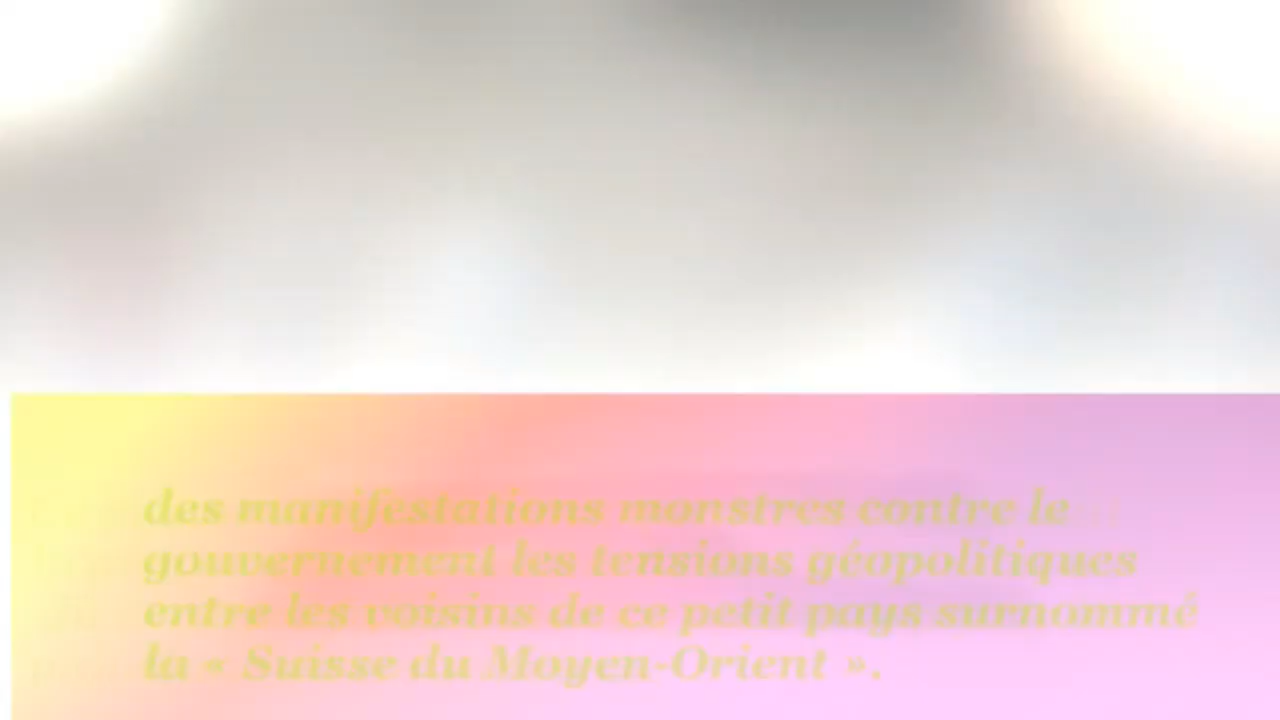 des manifestations monstres contre le
gouvernement les tensions géopolitiques
entre les voisins de ce petit pays surnommé
la « Suisse du Moyen-Orient ».